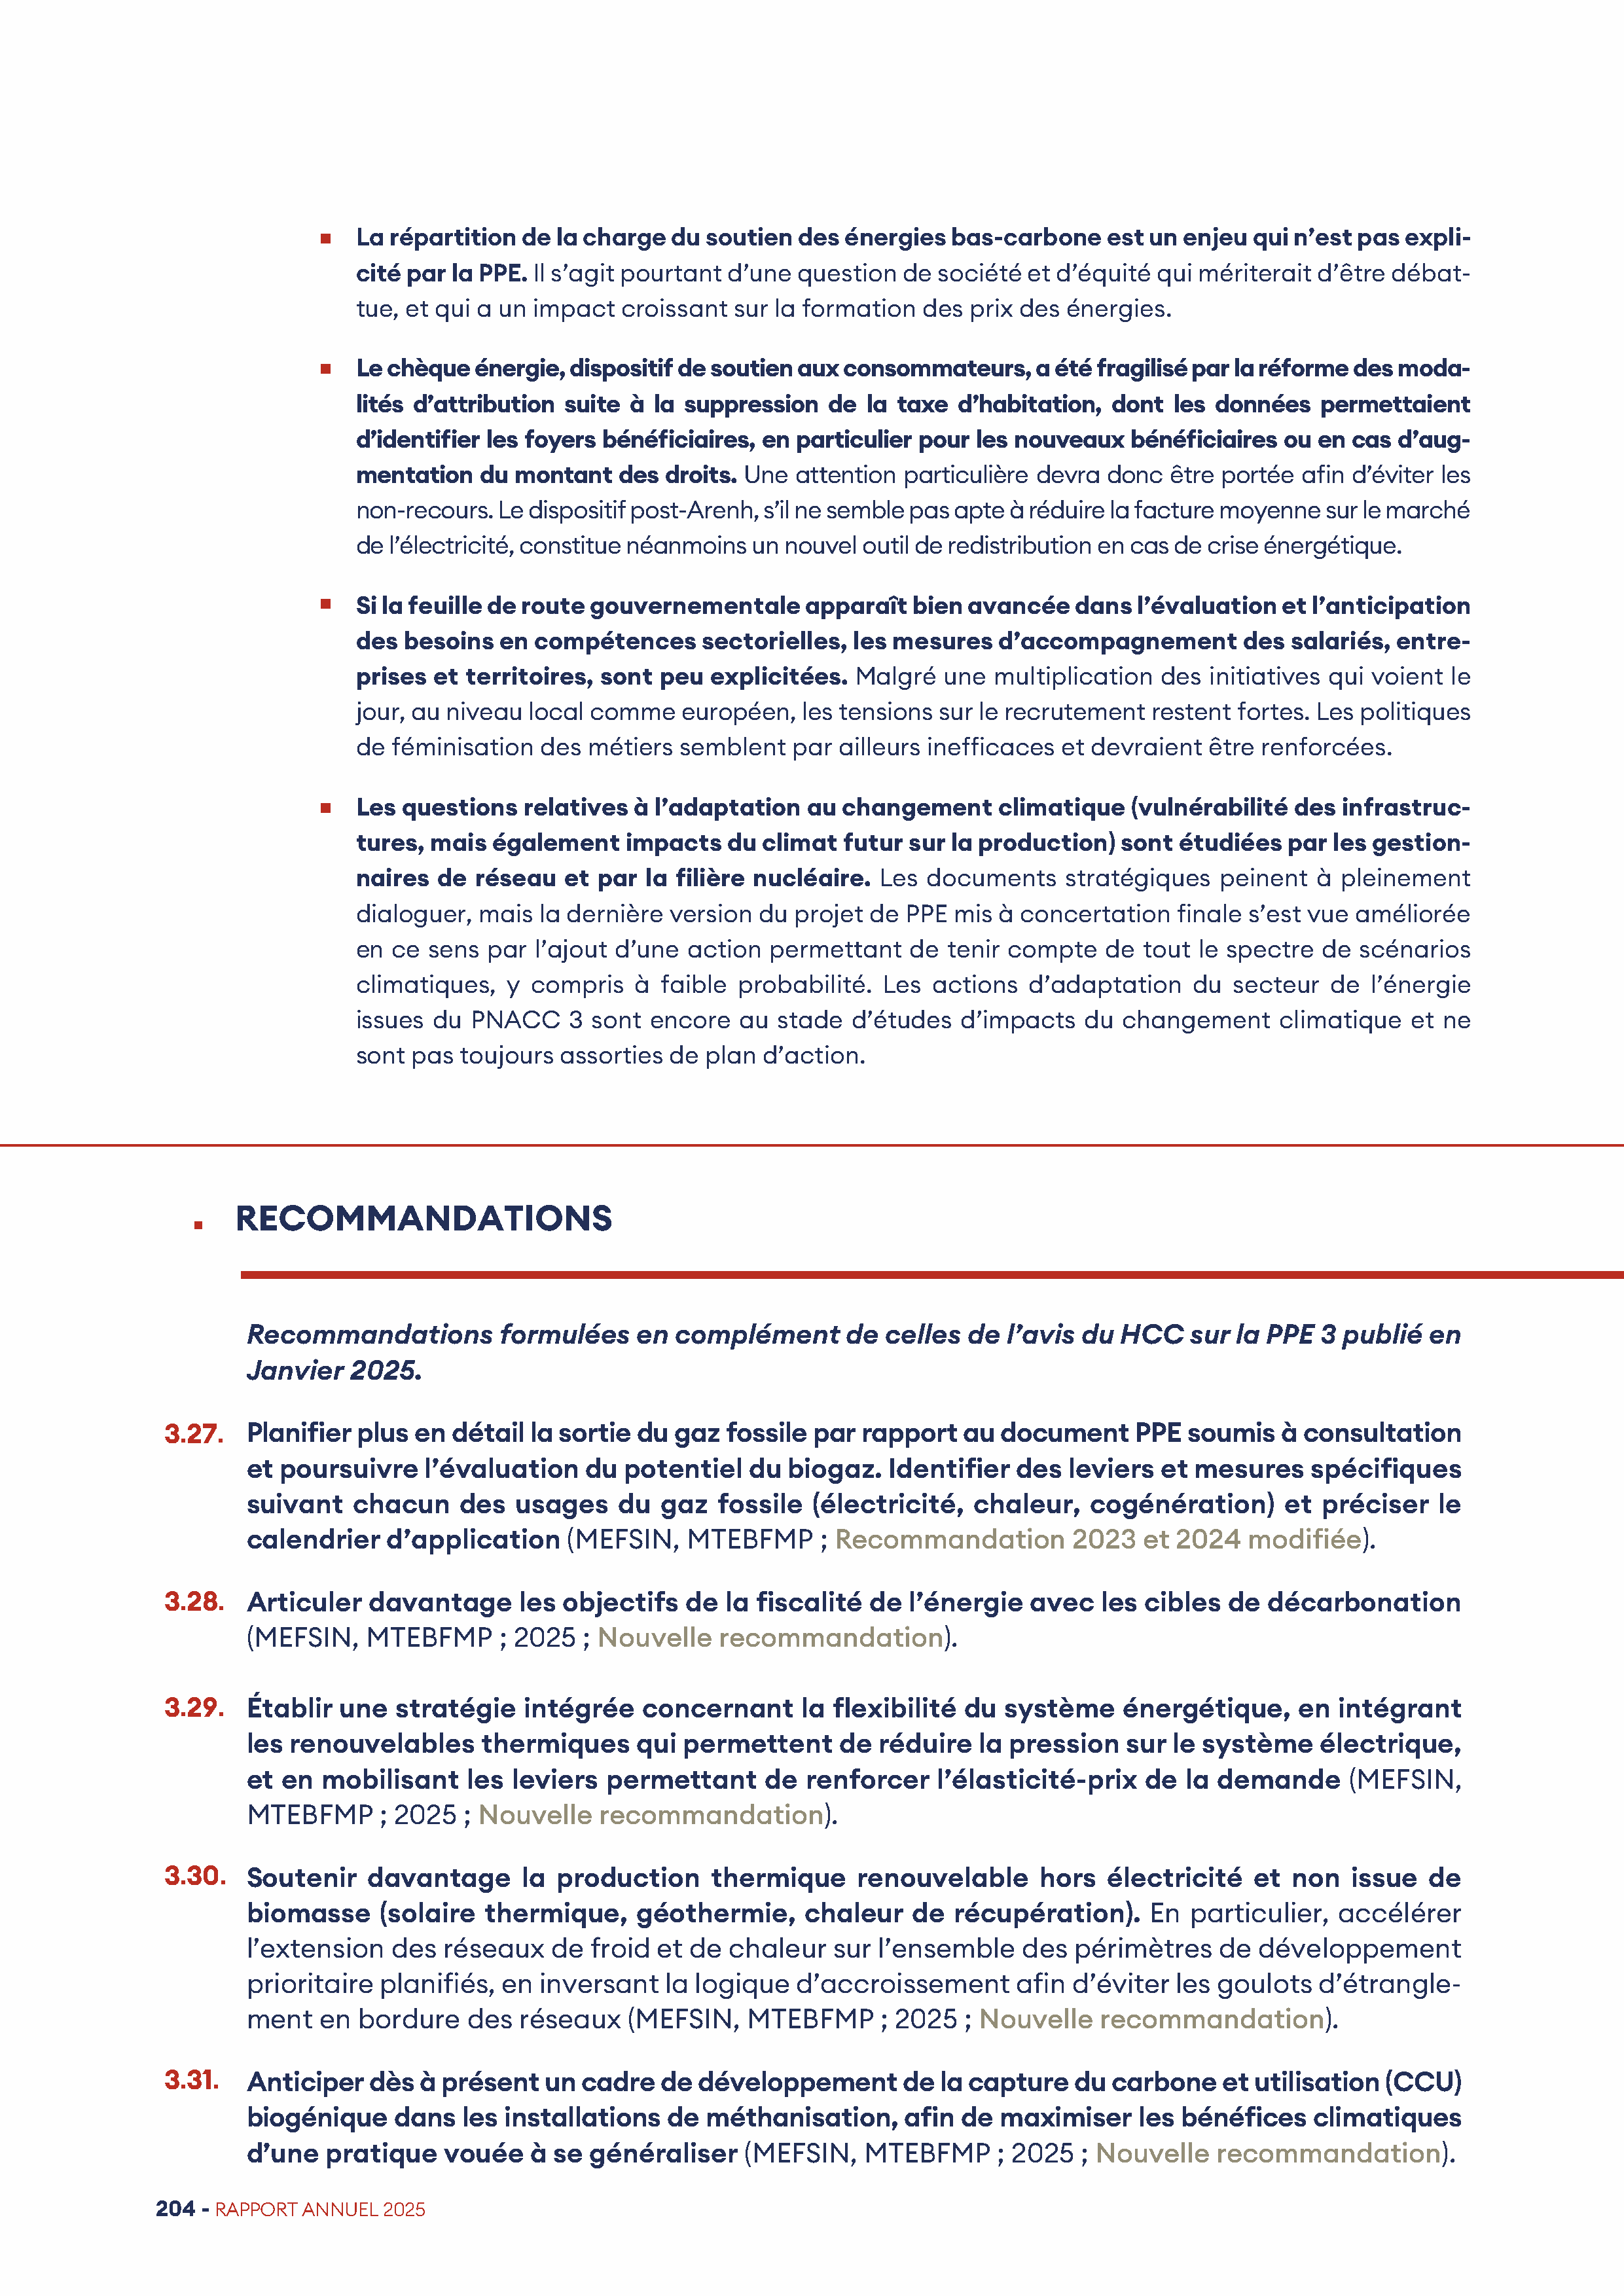 La répartition de la charge du soutien des énergies bas-carbone est un enjeu qui n'est pas expli-
cité par la PPE. Il s'agit pourtant d'une question de société et d'équité qui mériterait d'être débat-
tue, et qui a un impact croissant sur la formation des prix des énergies.
Le chèque énergie, dispositif de soutien aux consommateurs, a été fragilisé par la réforme des moda-
lités d'attribution suite à la suppression de la taxe d'habitation, dont les données permettaient
d'identifier les foyers bénéficiaires, en particulier pour les nouveaux bénéficiaires ou en cas d'aug-
mentation du montant des droits. Une attention particulière devra donc être portée afin d'éviter les
non-recours. Le dispositif post-Arenh, s'il ne semble pas apte à réduire la facture moyenne sur le marché
de l'électricité, constitue néanmoins un nouvel outil de redistribution en cas de crise énergétique.
Si la feuille de route gouvernementale apparaît bien avancée dans l'évaluation et l'anticipation
des besoins en compétences sectorielles, les mesures d'accompagnement des salariés, entre-
prises et territoires, sont peu explicitées. Malgré une multiplication des initiatives qui voient le
jour, au niveau local comme européen, les tensions sur le recrutement restent fortes. Les politiques
de féminisation des métiers semblent par ailleurs inefficaces et devraient être renforcées.
Les questions relatives à l'adaptation au changement climatique (vulnérabilité des infrastruc-
tures, mais également impacts du climat futur sur la production) sont étudiées par les gestion-
naires de réseau et par la filière nucléaire. Les documents stratégiques peinent à pleinement
dialoguer, mais la dernière version du projet de PPE mis à concertation finale s'est vue améliorée
en ce sens par l'ajout d'une action permettant de tenir compte de tout le spectre de scénarios
climatiques, y compris à faible probabilité. Les actions d'adaptation du secteur de l'énergie
issues du PNACC 3 sont encore au stade d'études d'impacts du changement climatique et ne
sont pas toujours assorties de plan d'action.
RECOMMANDATIONS
Recommandations formulées en complément de celles de l'avis du HCC sur la PPE 3 publié en
Janvier 2025.
3.27. Planifier plus en détail la sortie du gaz fossile par rapport au document PPE soumis à consultation
et poursuivre l'évaluation du potentiel du biogaz. Identifier des leviers et mesures spécifiques
suivant chacun des usages du gaz fossile (électricité, chaleur, cogénération) et préciser le
calendrier d'application (MEFSIN, MTEBFMP ; Recommandation 2023 et 2024 modifiée).
3.28. Articuler davantage les objectifs de la fiscalité de l'énergie avec les cibles de décarbonation
(MEFSIN, MTEBFMP ; 2025 ; Nouvelle recommandation).
3.29. Établir une stratégie intégrée concernant la flexibilité du système énergétique, en intégrant
les renouvelables thermiques qui permettent de réduire la pression sur le système électrique,
et en mobilisant les leviers permettant de renforcer l'élasticité-prix de la demande (MEFSIN,
MTEBFMP ; 2025 ; Nouvelle recommandation).
3.30. Soutenir davantage la production thermique renouvelable hors électricité et non issue de
biomasse (solaire thermique, géothermie, chaleur de récupération). En particulier, accélérer
l'extension des réseaux de froid et de chaleur sur l'ensemble des périmètres de développement
prioritaire planifiés, en inversant la logique d'accroissement afin d'éviter les goulots d'étrangle-
ment en bordure des réseaux (MEFSIN, MTEBFMP ; 2025 ; Nouvelle recommandation).
3.31. Anticiper dès à présent un cadre de développement de la capture du carbone et utilisation (CCU)
biogénique dans les installations de méthanisation, afin de maximiser les bénéfices climatiques
d'une pratique vouée à se généraliser (MEFSIN, MTEBFMP ; 2025 ; Nouvelle recommandation).
204 - RAPPORT ANNUEL 2025